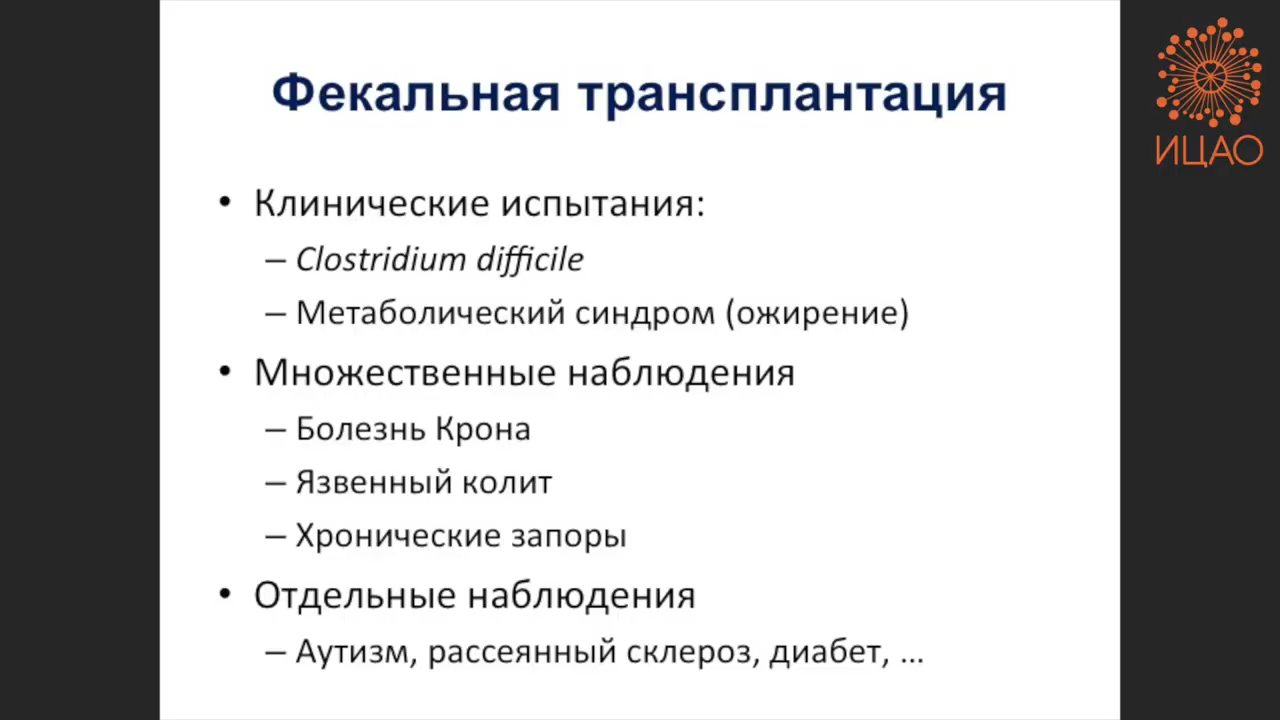 Фекальная трансплантация
ИЦАО
• Клинические испытания:
– Clostridium difficile
– Метаболический синдром (ожирение)
• Множественные наблюдения
– Болезнь Крона
– Язвенный колит
– Хронические запоры
• Отдельные наблюдения
– Аутизм, рассеянный склероз, диабет, ...